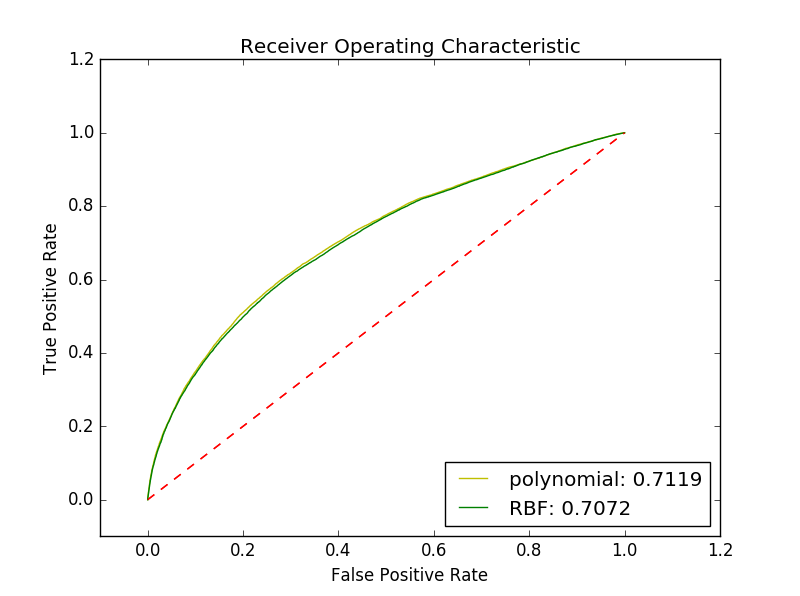 Receiver Operating Characteristic
1.2
1.0
0.8
0.6
0.4
0.2
0.0
True Positive Rate
polynomial: 0.7119
RBF: 0.7072
0.0 0.2 0.4 0.6 0.8 1.0 1.2
False Positive Rate